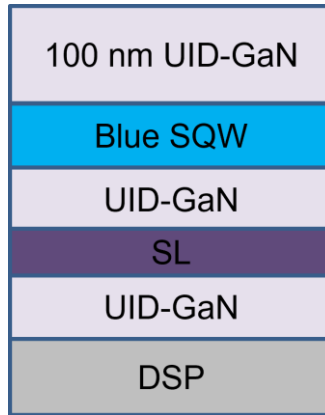 100 nm UID-GaN
Blue SQW
UID-GaN
SL
UID-GaN
DSP